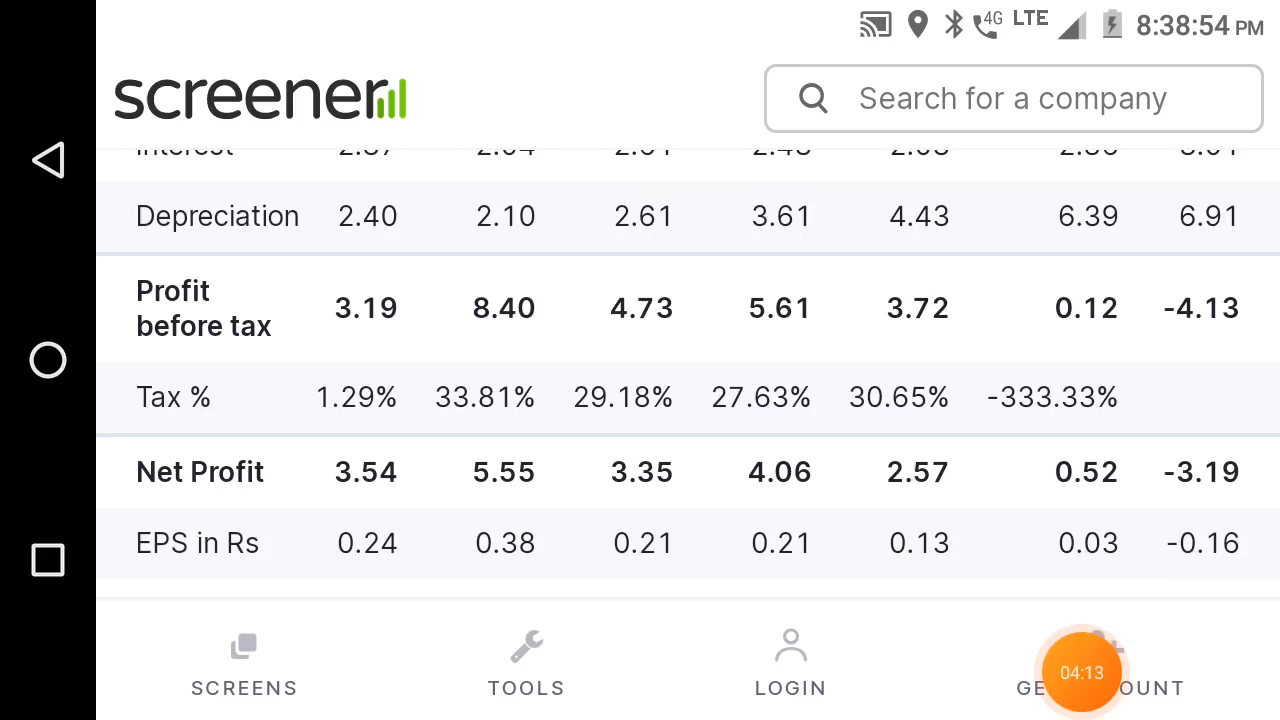 4G LTE 8:38:54 PM
screener
Search for a company
Depreciation 2.40 2.10 2.61 3.61 4.43 6.39 6.91
Profit
before tax 3.19 8.40 4.73 5.61 3.72 0.12 -4.13
Tax % 1.29% 33.81% 29.18% 27.63% 30.65% -333.33%
Net Profit 3.54 5.55 3.35 4.06 2.57 0.52 -3.19
EPS in Rs 0.24 0.38 0.21 0.21 0.13 0.03 -0.16
SCREENS TOOLS LOGIN
04:13